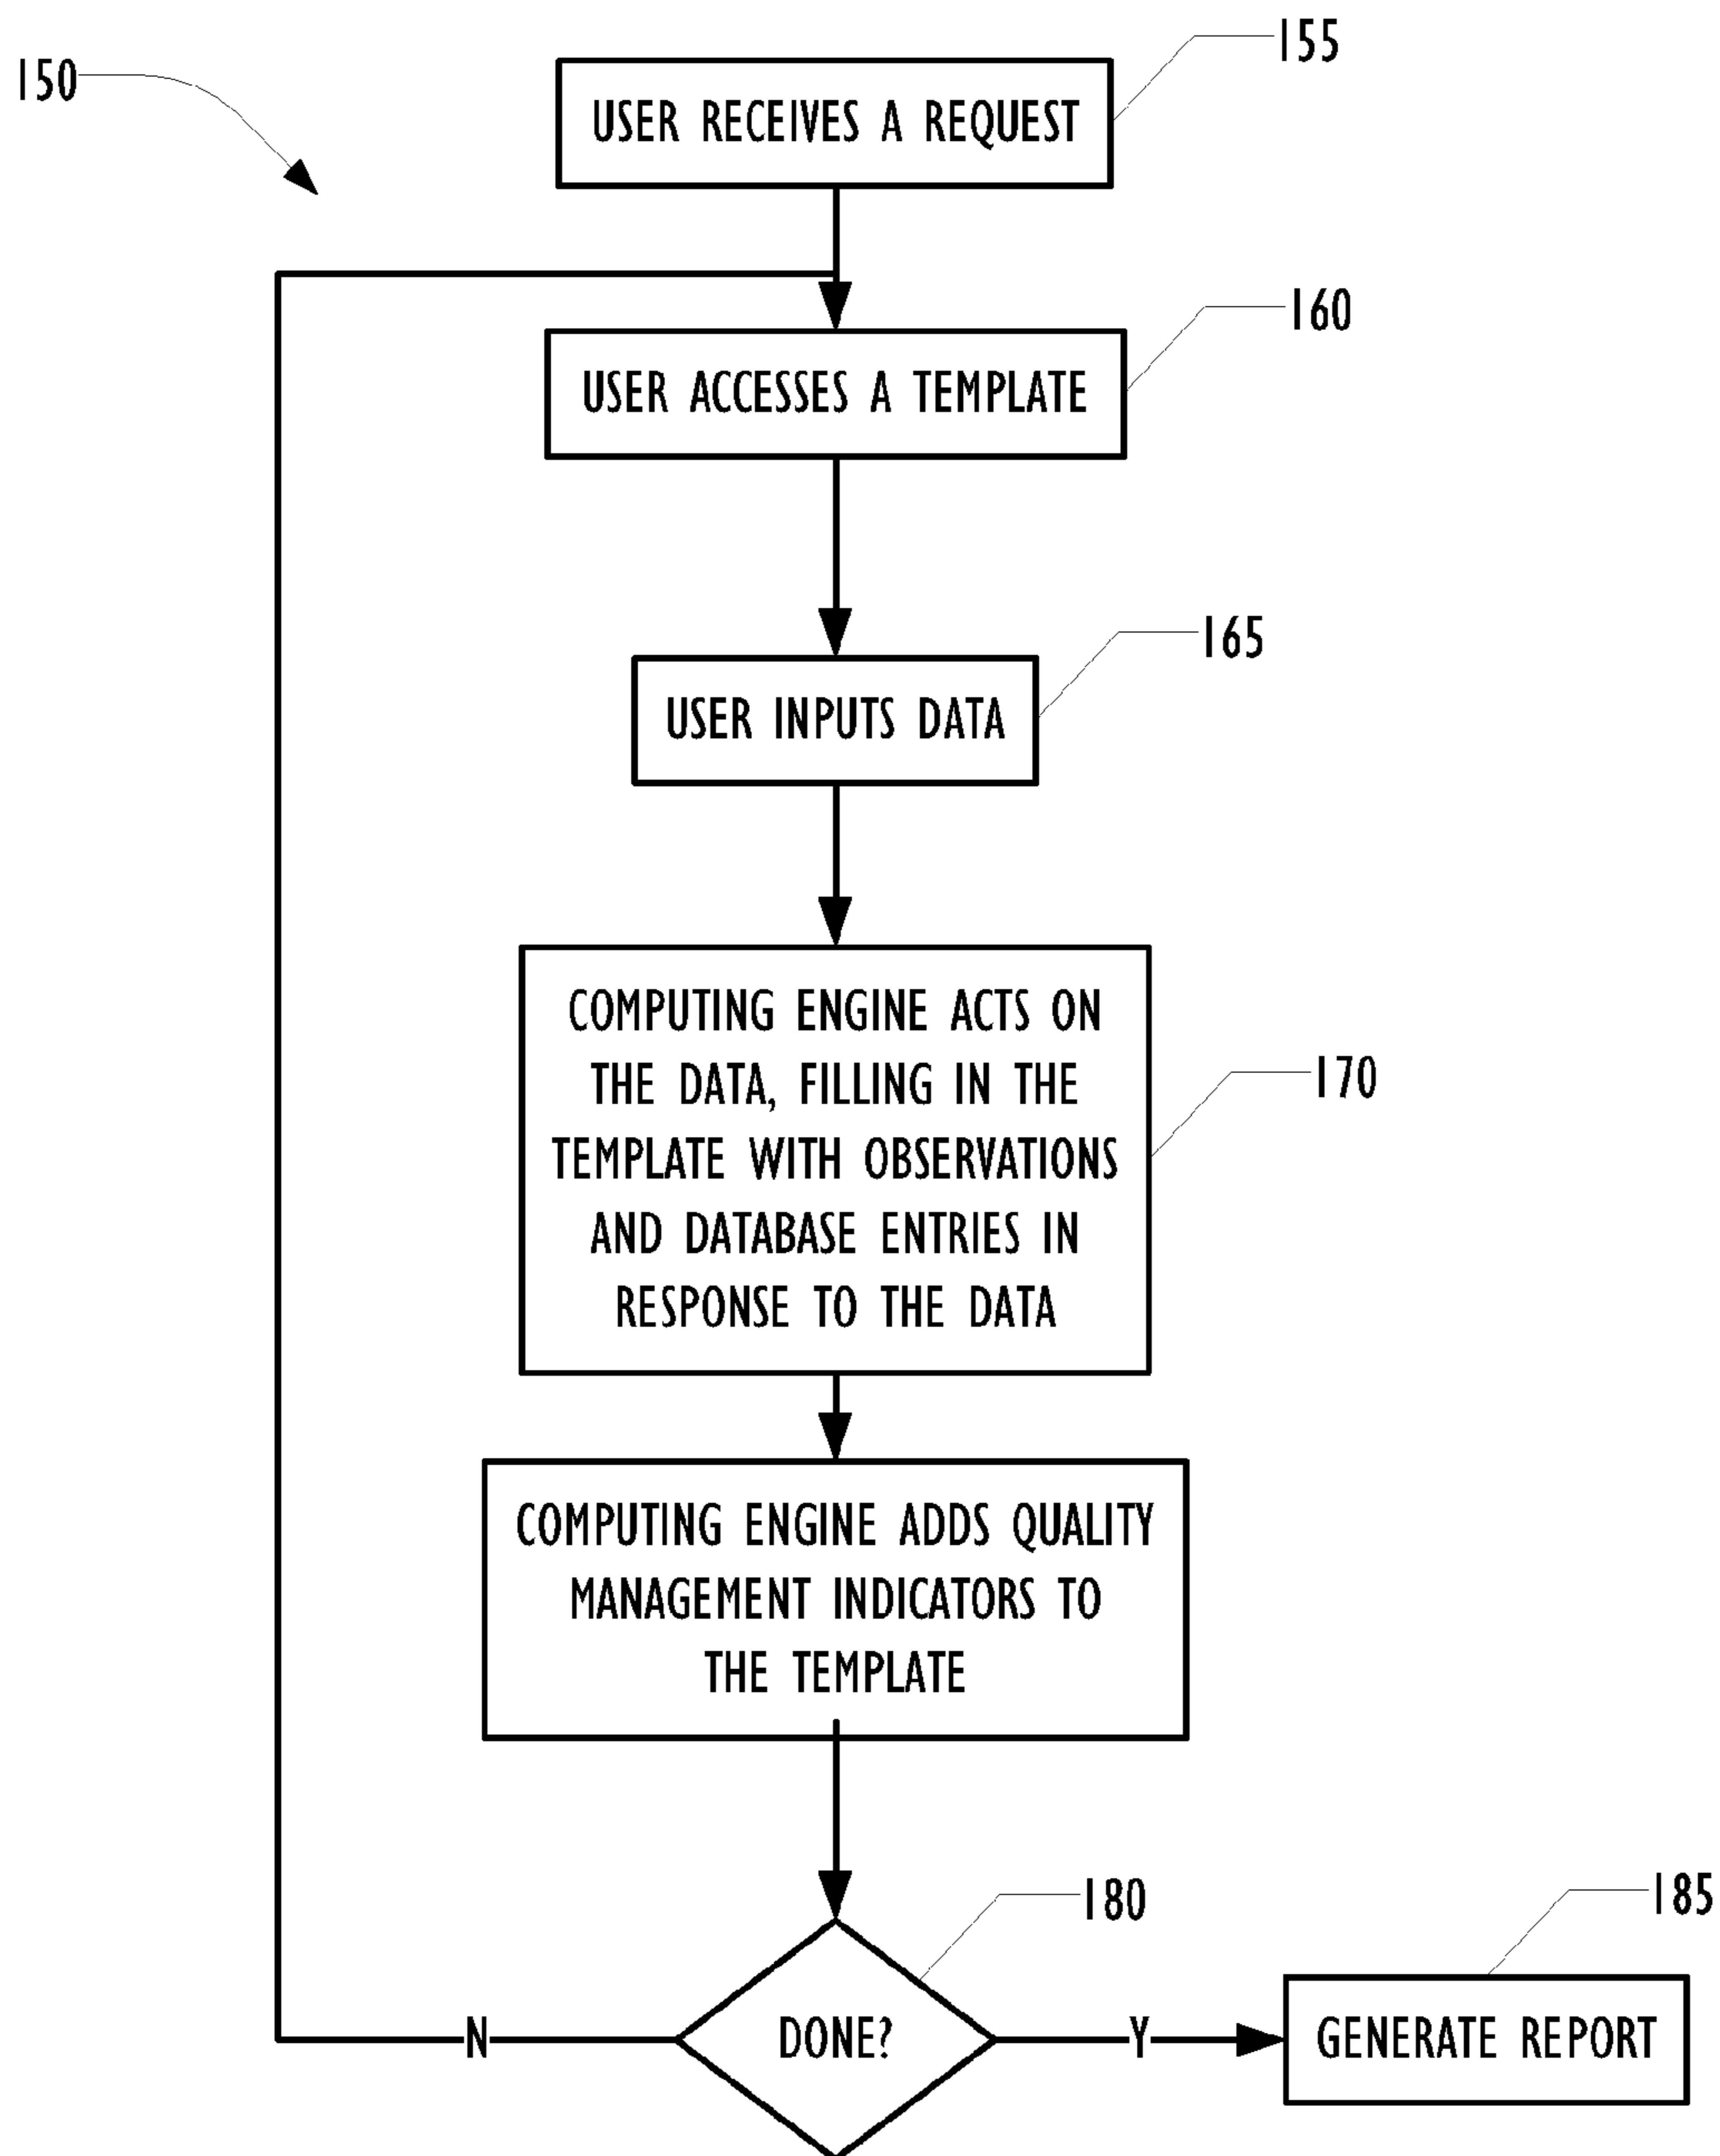 150
155
USER RECEIVES A REQUEST
160
USER ACCESSES A TEMPLATE
165
USER INPUTS DATA
COMPUTING ENGINE ACTS ON
THE DATA, FILLING IN THE
TEMPLATE WITH OBSERVATIONS
AND DATABASE ENTRIES IN
RESPONSE TO THE DATA
170
COMPUTING ENGINE ADDS QUALITY
MANAGEMENT INDICATORS TO
THE TEMPLATE
180
185
N
DONE?
Y
GENERATE REPORT